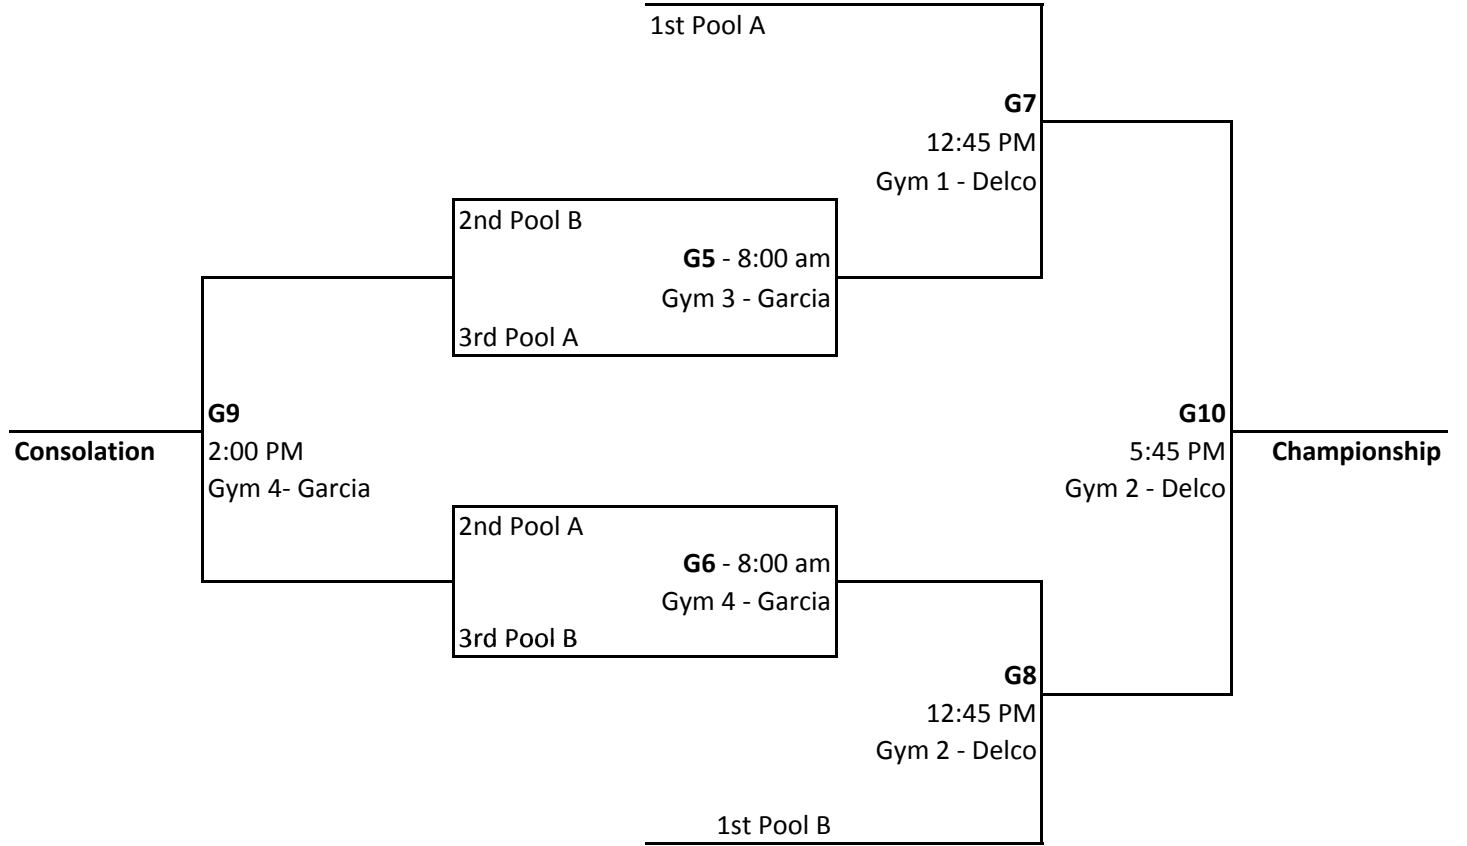 1st Pool A
G7
12:45 PM
Gym 1 - Delco
2nd Pool B
G5 - 8:00 am
Gym 3 - Garcia
3rd Pool A
G9
2:00 PM
Gym 4- Garcia
Consolation
G10
5:45 PM
Gym 2 - Delco
Championship
2nd Pool A
G6 - 8:00 am
Gym 4 - Garcia
3rd Pool B
G8
12:45 PM
Gym 2 - Delco
1st Pool B